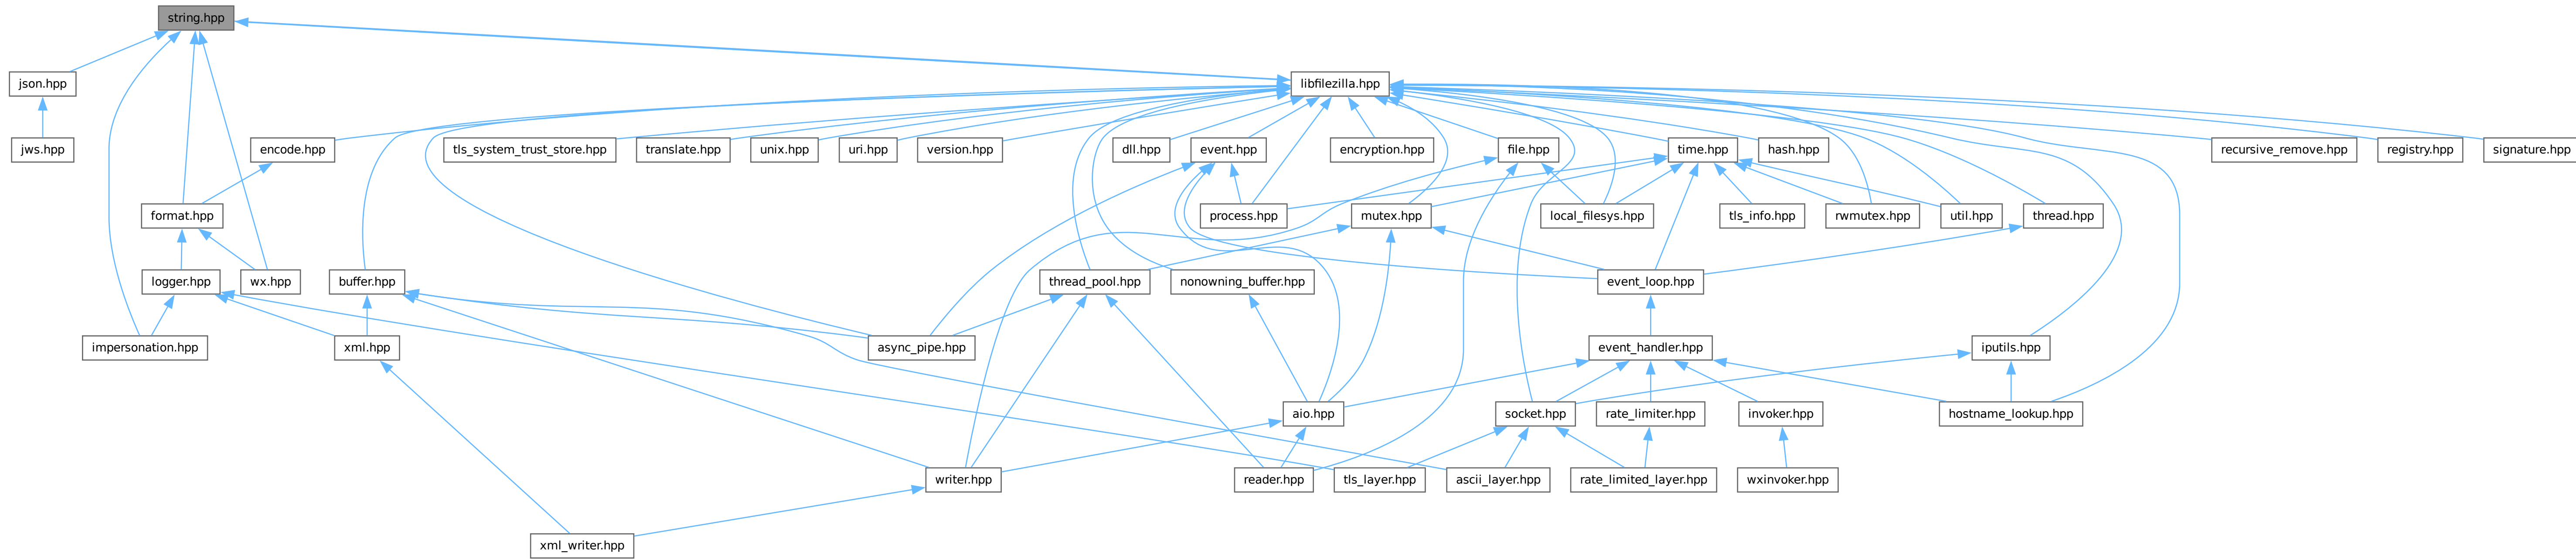 string.hpp
json.hpp
libfilezilla.hpp
jws.hpp
encode.hpp
tls_system_trust_store.hpp
translate.hpp
unix.hpp
uri.hpp
version.hpp
dll.hpp
event.hpp
encryption.hpp
file.hpp
time.hpp
hash.hpp
recursive_remove.hpp
registry.hpp
signature.hpp
format.hpp
process.hpp
mutex.hpp
local_filesys.hpp
tls_info.hpp
rwmutex.hpp
util.hpp
thread.hpp
logger.hpp
wx.hpp
buffer.hpp
thread_pool.hpp
nonowning_buffer.hpp
event_loop.hpp
impersonation.hpp
xml.hpp
async_pipe.hpp
event_handler.hpp
iputils.hpp
aio.hpp
socket.hpp
rate_limiter.hpp
invoker.hpp
hostname_lookup.hpp
writer.hpp
reader.hpp
tls_layer.hpp
ascii_layer.hpp
rate_limited_layer.hpp
wxinvoker.hpp
xml_writer.hpp